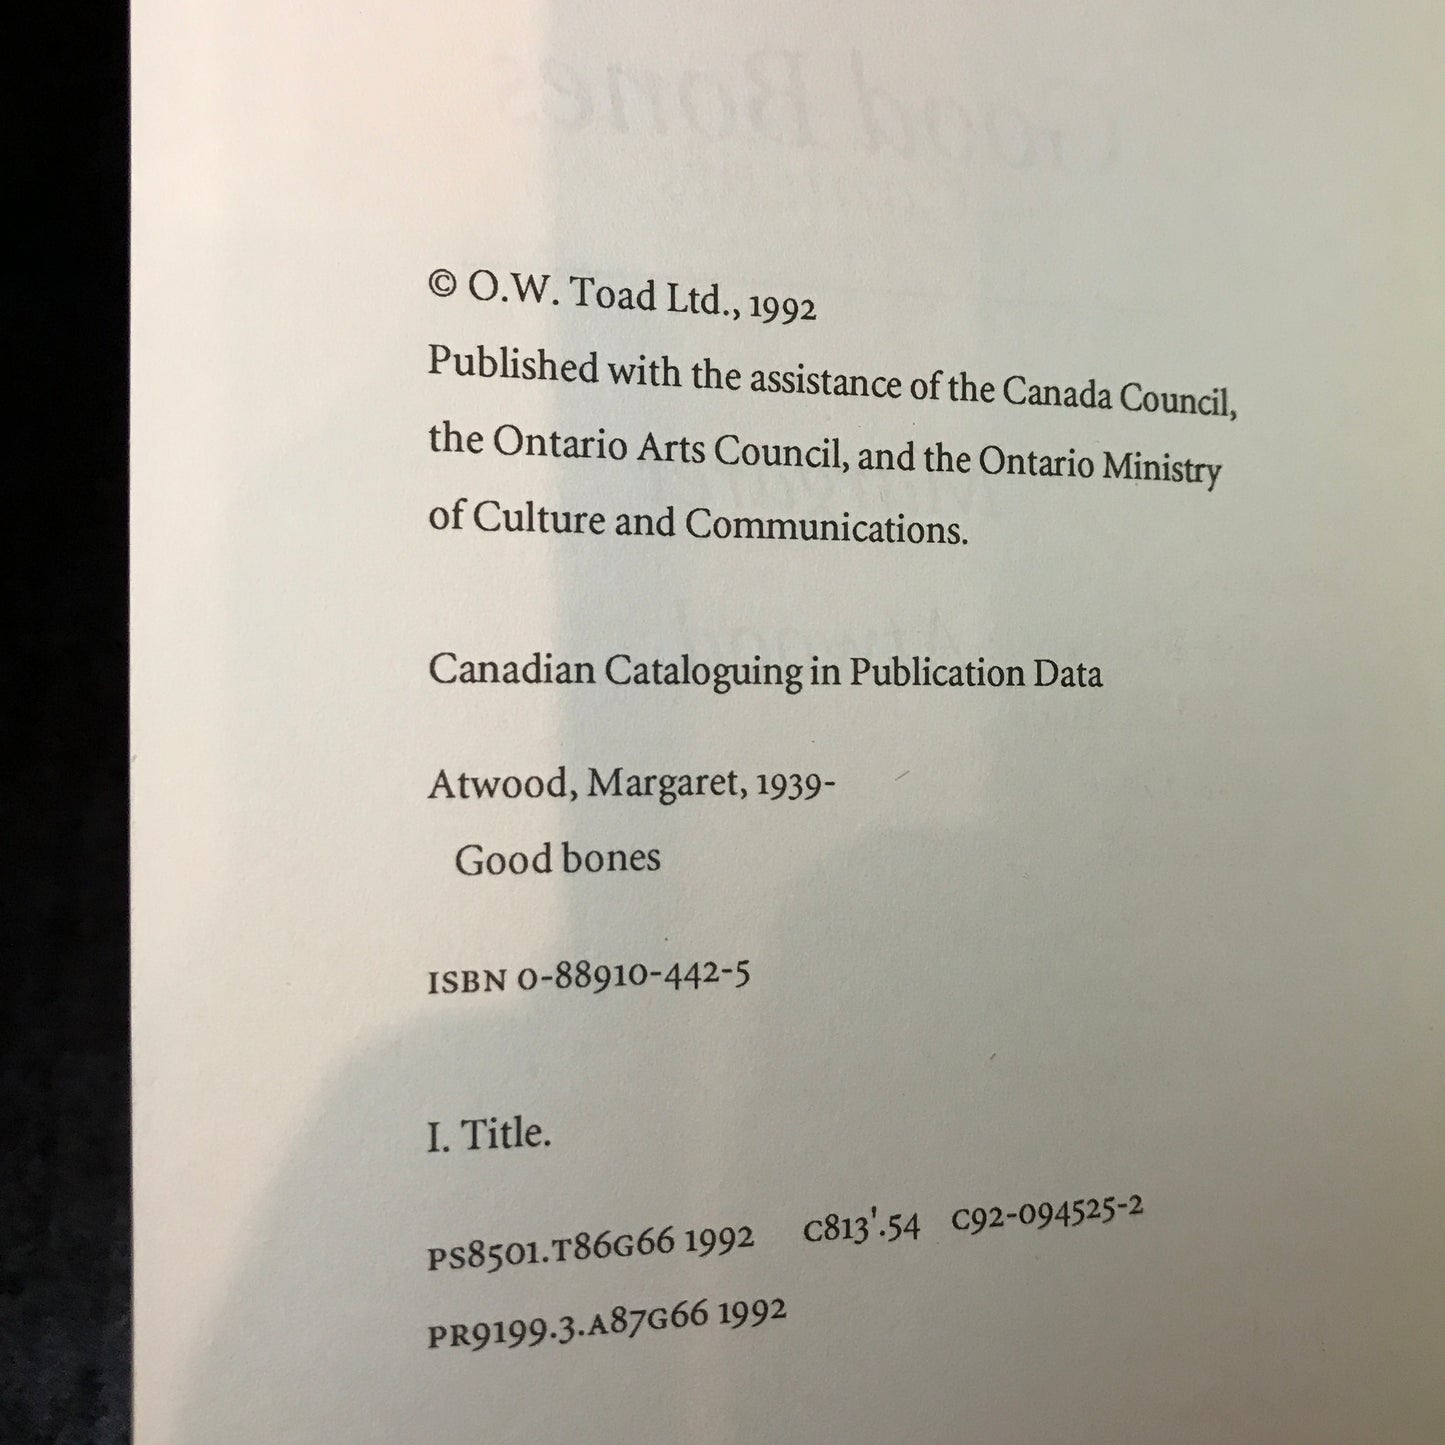 Good Bones
© O.W. Toad Ltd., 1992
Published with the assistance of the Canada Council,
the Ontario Arts Council, and the Ontario Ministry
of Culture and Communications.
Canadian Cataloguing in Publication Data
Atwood, Margaret, 1939-
Good bones
ISBN 0-88910-442-5
I. Title.
PS8501.T86G66 1992 C813'.54 C92-094525-2
PR9199.3.A87G66 1992